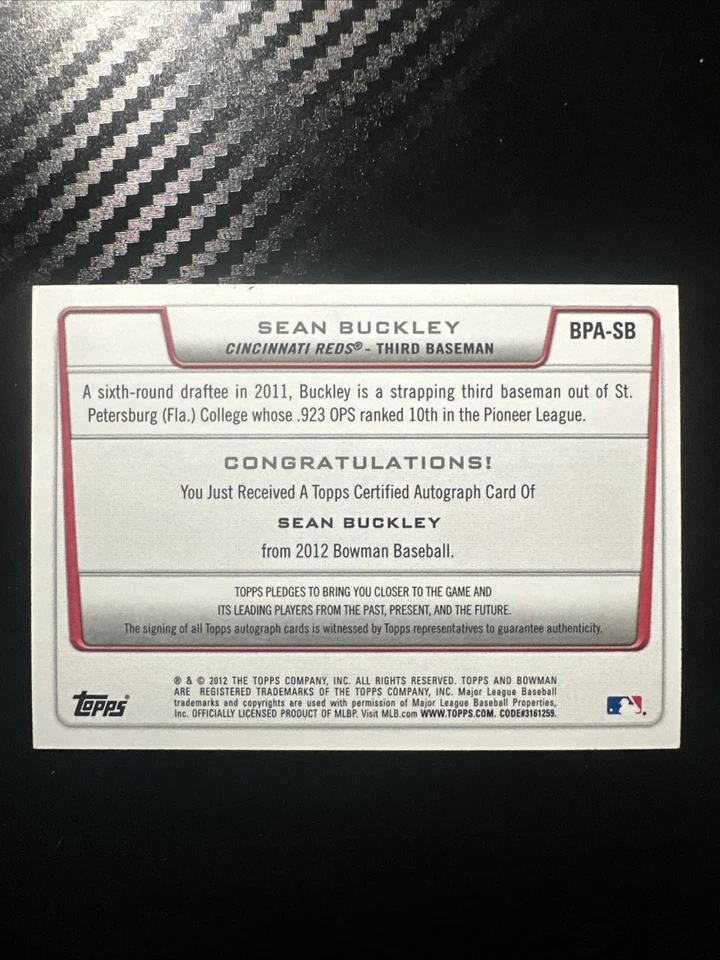 SEAN BUCKLEY
CINCINNATI REDS® - THIRD BASEMAN
BPA-SB
A sixth-round draftee in 2011, Buckley is a strapping third baseman out of St.
Petersburg (Fla.) College whose .923 OPS ranked 10th in the Pioneer League.
CONGRATULATIONS!
You Just Received A Topps Certified Autograph Card Of
SEAN BUCKLEY
from 2012 Bowman Baseball.
TOPPS PLEDGES TO BRING YOU CLOSER TO THE GAME AND
ITS LEADING PLAYERS FROM THE PAST, PRESENT, AND THE FUTURE.
The signing of all Topps autograph cards is witnessed by Topps representatives to guarantee authenticity.
Topps®
® & © 2012 THE TOPPS COMPANY, INC. ALL RIGHTS RESERVED. TOPPS AND BOWMAN
ARE REGISTERED TRADEMARKS OF THE TOPPS COMPANY, INC. Major League Baseball
trademarks and copyrights are used with permission of Major League Baseball Properties,
Inc. OFFICIALLY LICENSED PRODUCT OF MLBP. Visit MLB.com WWW.TOPPS.COM. CODE#3161259.